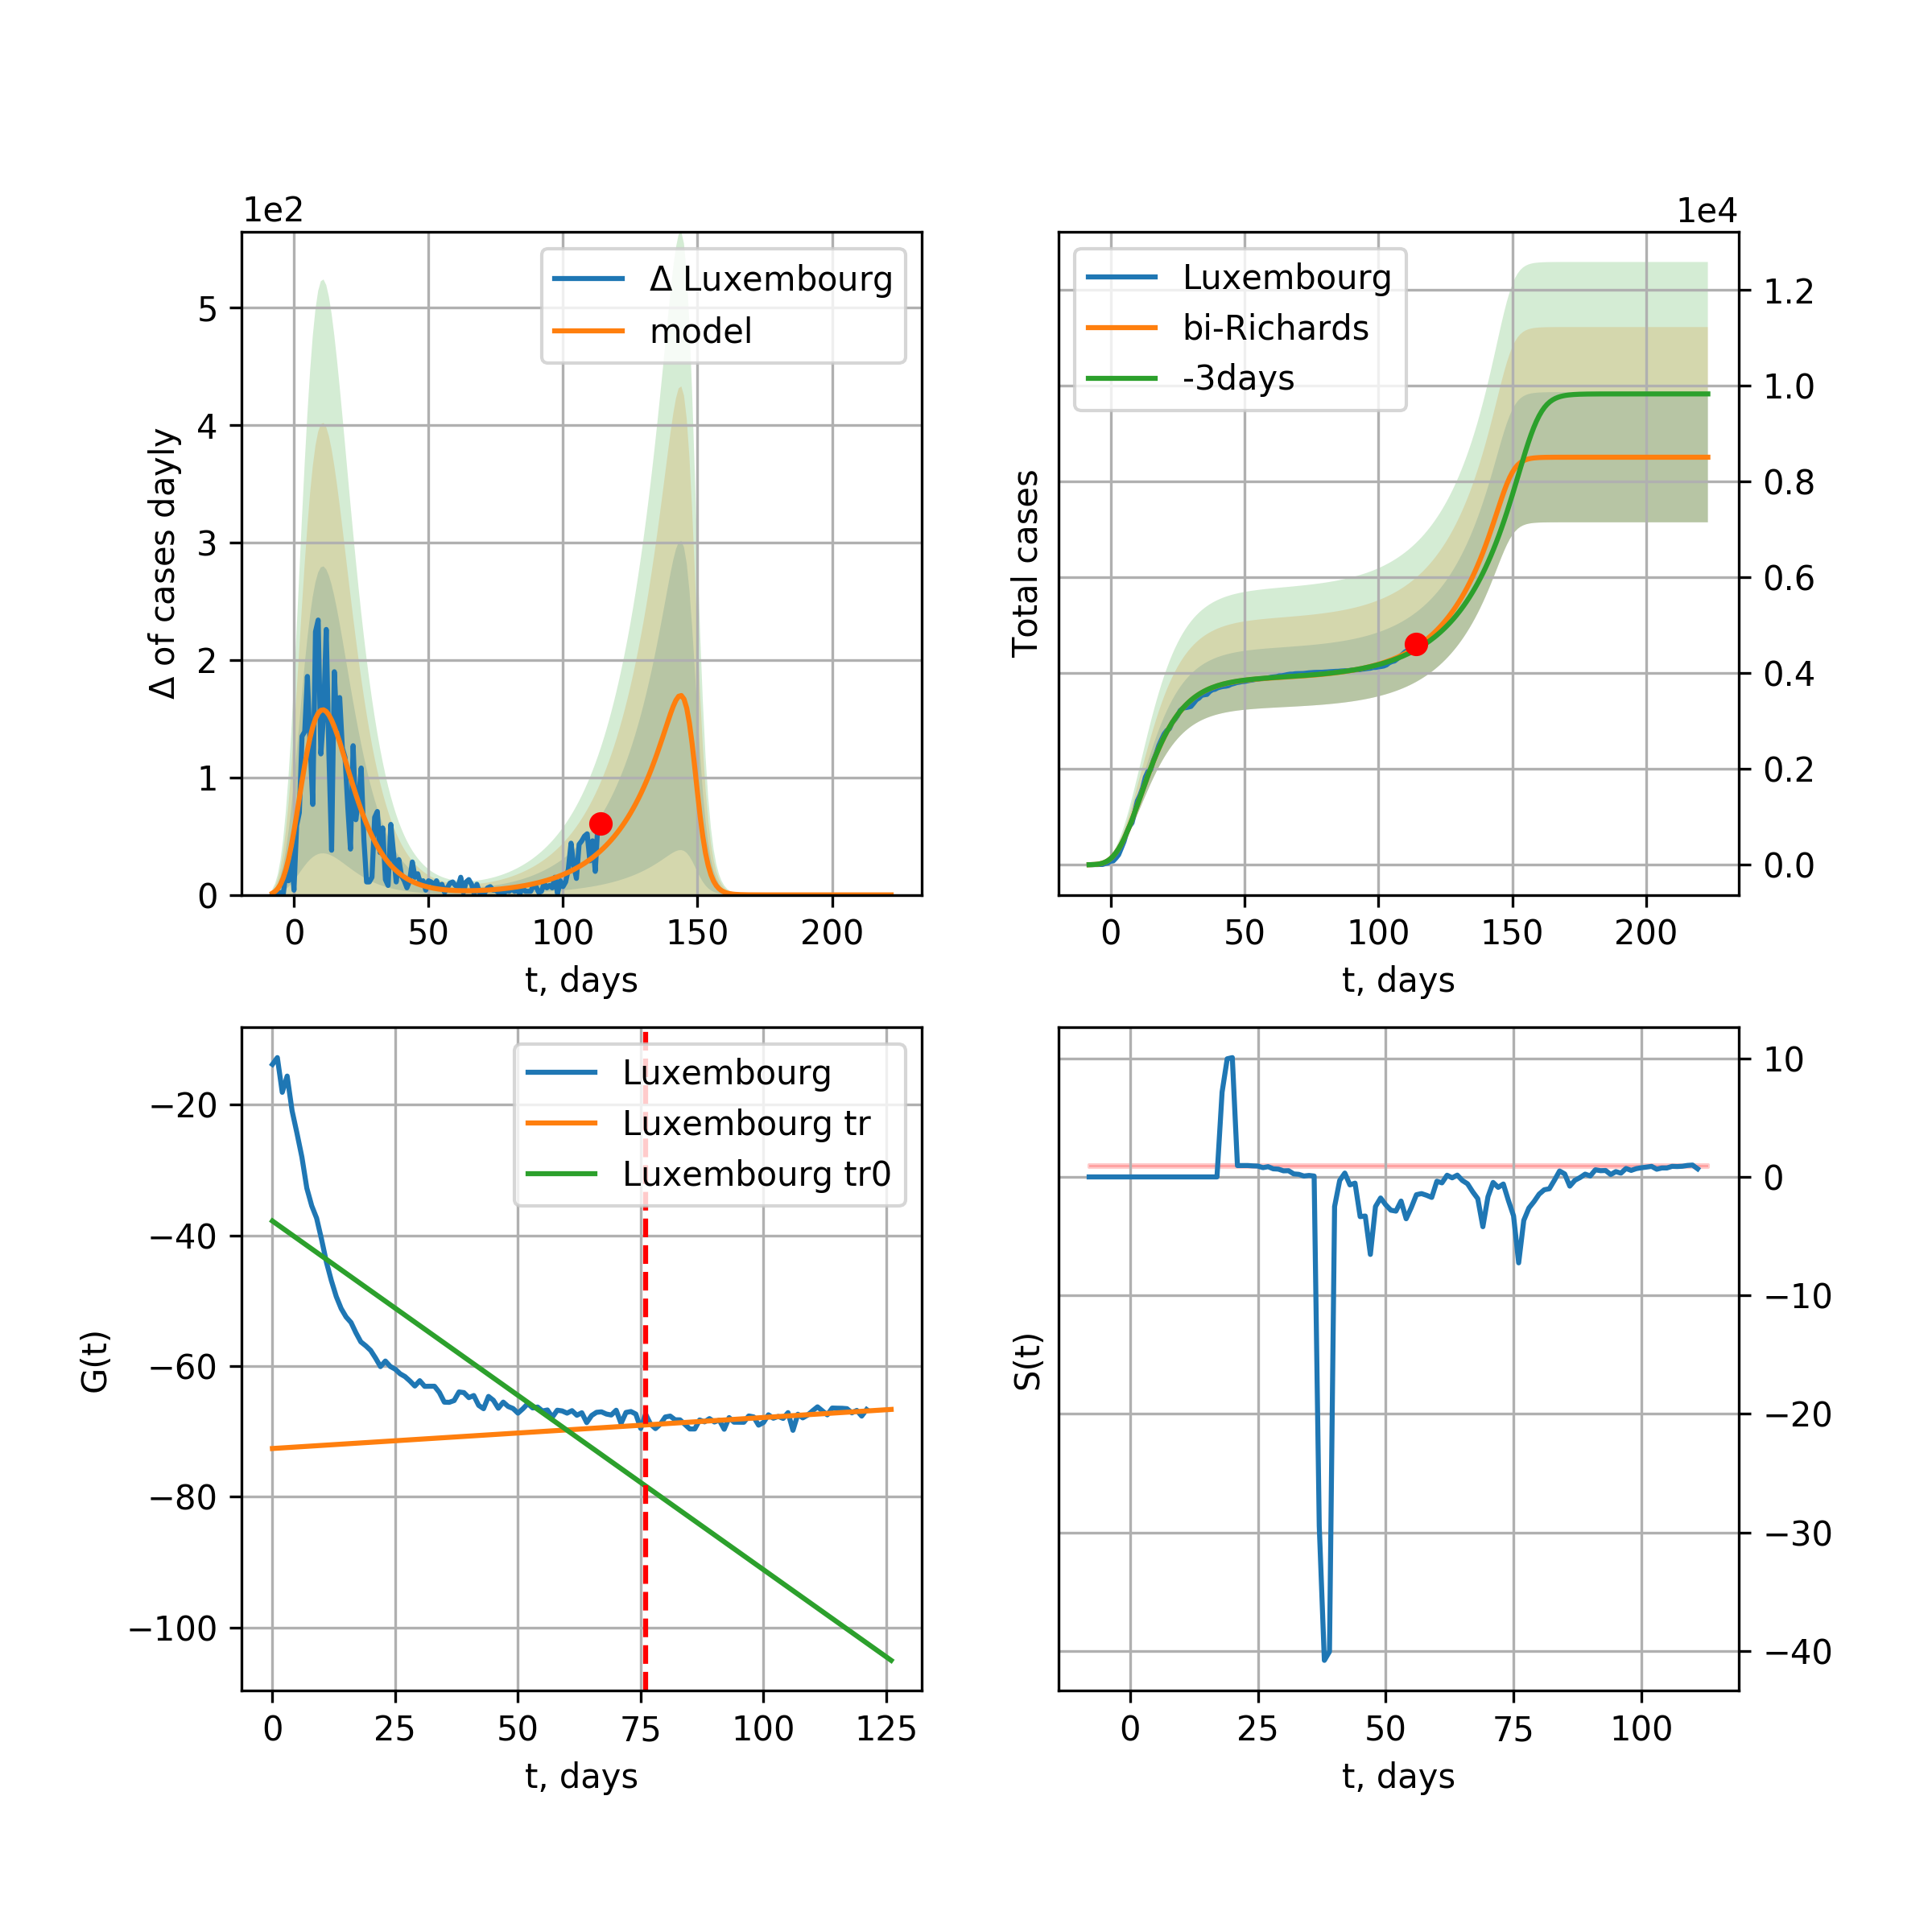 1e2
Δ of cases dayly
5
4
3
2
1
0
0 50 100 150 200
t, days
Δ Luxembourg
model
1e4
Total cases
1.2
1.0
0.8
0.6
0.4
0.2
0.0
0 50 100 150 200
t, days
Luxembourg
bi-Richards
-3days
G(t)
−20
−40
−60
−80
−100
0 25 50 75 100 125
t, days
Luxembourg
Luxembourg tr
Luxembourg tr0
S(t)
10
0
−10
−20
−30
−40
0 25 50 75 100
t, days